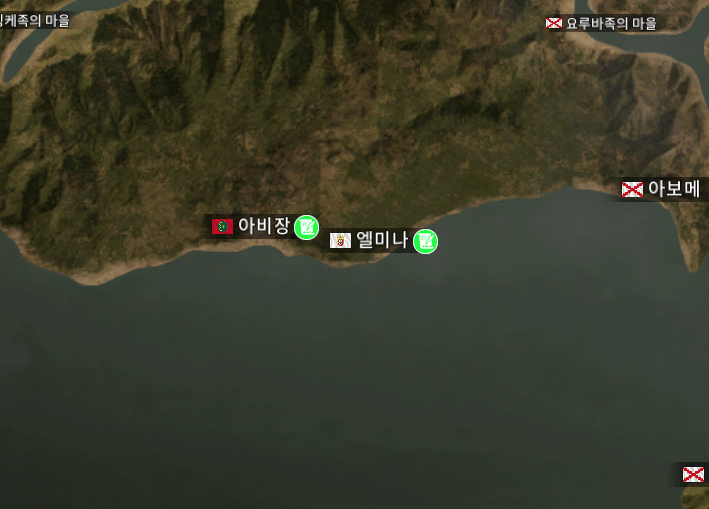 케족의 마을
요루바족의 마을
아보메
아비장
엘미나